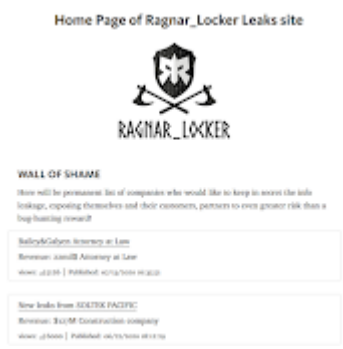 Home Page of Ragnar_Locker Leaks site
RAGNAR_LOCKER
WALL OF SHAME
Here will be permanent list of companies who would like to keep in secret the info
leakage, exposing themselves and their customers, partners to even greater risk than a
bug-hunting reward!
Bailey&Galyen Attorney at Law
Revenue: Attorney at Law
views: | Published:
New leaks from SOLTEK PACIFIC
Revenue: $127M Construction company
views: | Published: